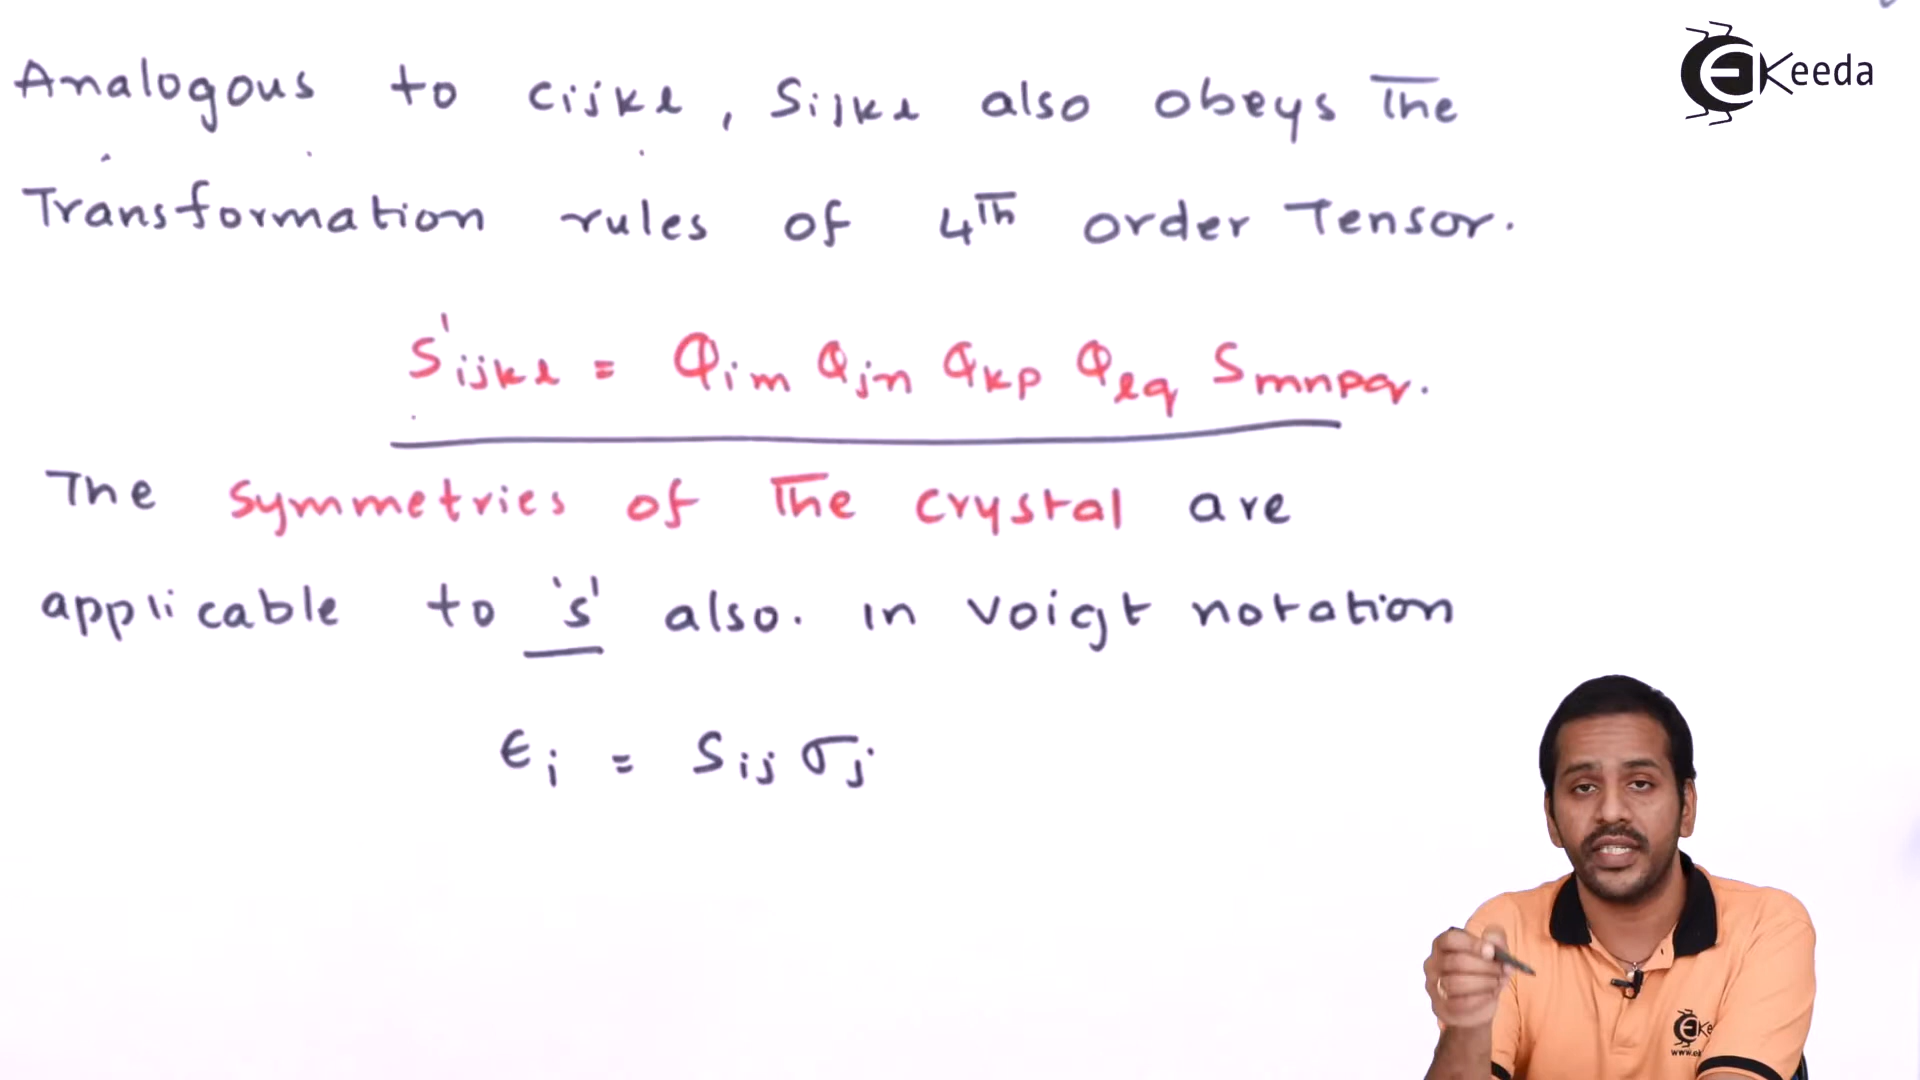 Analogous to Cijkl, Sijkl also obeys The
Transformation rules of 4Th order Tensor.
S'ijkl = Qim Qjn Qkp Qlq Smnpq.
The symmetries of The crystal are
applicable to 's' also. in voigt notation
ϵi = Sij σj
EKeeda